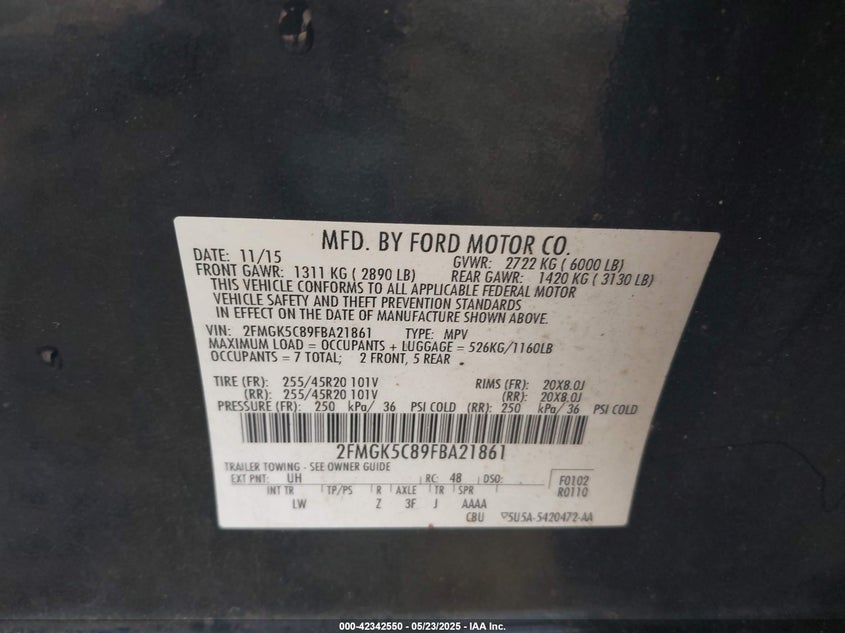 MFD. BY FORD MOTOR CO.
DATE: 11/15 GVWR: 2722 KG ( 6000 LB)
FRONT GAWR: 1311 KG ( 2890 LB) REAR GAWR: 1420 KG ( 3130 LB)
THIS VEHICLE CONFORMS TO ALL APPLICABLE FEDERAL MOTOR
VEHICLE SAFETY AND THEFT PREVENTION STANDARDS
IN EFFECT ON THE DATE OF MANUFACTURE SHOWN ABOVE.
VIN: 2FMGK5C89FBA21861 TYPE: MPV
MAXIMUM LOAD = OCCUPANTS + LUGGAGE = 526KG/1160LB
OCCUPANTS = 7 TOTAL; 2 FRONT, 5 REAR
TIRE (FR): 255/45R20 101V RIMS (FR): 20X8.0J
(RR): 255/45R20 101V (RR): 20X8.0J
PRESSURE (FR): 250 kPa/ 36 PSI COLD (RR): 250 kPa/ 36 PSI COLD
2FMGK5C89FBA21861
TRAILER TOWING - SEE OWNER GUIDE
EXT PNT: UH RC: 48 DSO: F0102
INT TR TP/PS R AXLE TR SPR R0110
LW Z 3F J AAAA
CBU 5U5A-5420472-AA
000-42342550 - 05/23/2025 - IAA Inc.